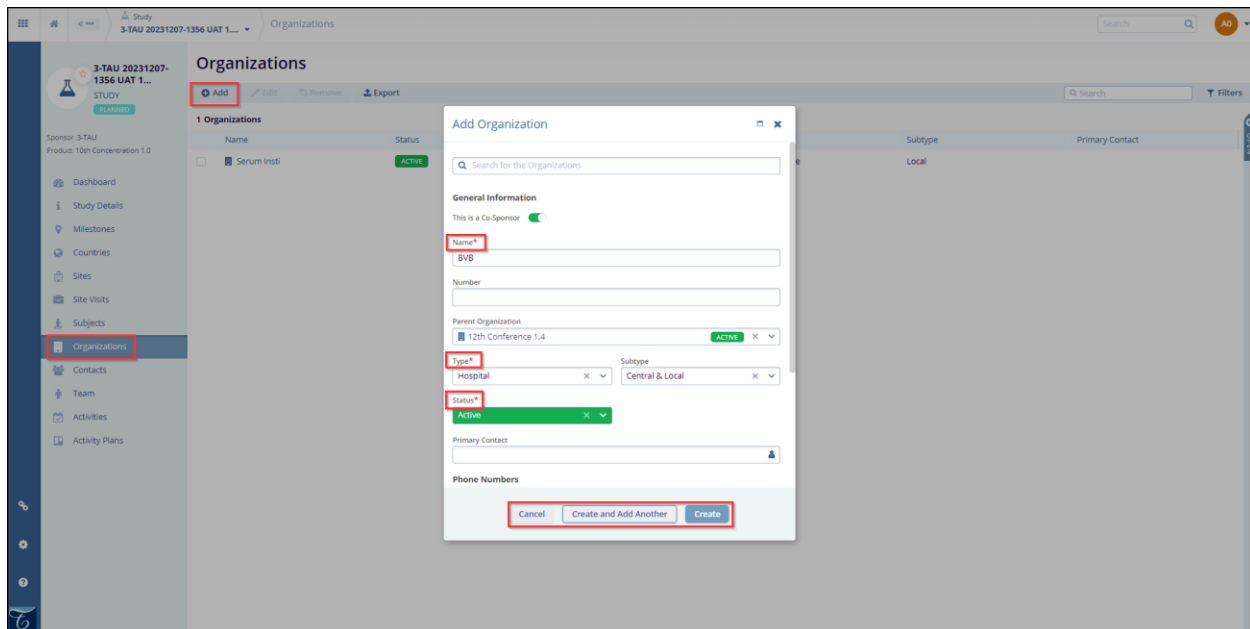 Study
3-TAU 20231207-1356 UAT 1....
Organizations
Search
AO
3-TAU 20231207-
1356 UAT 1...
STUDY
PLANNED
Sponsor 3-TAU
Product 10th Concentration 1.0
Dashboard
Study Details
Milestones
Countries
Sites
Site Visits
Subjects
Organizations
Contacts
Team
Activities
Activity Plans
Organizations
Add Edit Remove Export
Search
Filters
1 Organizations
Name Status Subtype Primary Contact
Serum Insti ACTIVE Local
Add Organization
Search for the Organizations
General Information
This is a Co-Sponsor
Name*
BVB
Number
Parent Organization
12th Conference 1.4 ACTIVE
Type* Subtype
Hospital Central & Local
Status*
Active
Primary Contact
Phone Numbers
Cancel Create and Add Another Create